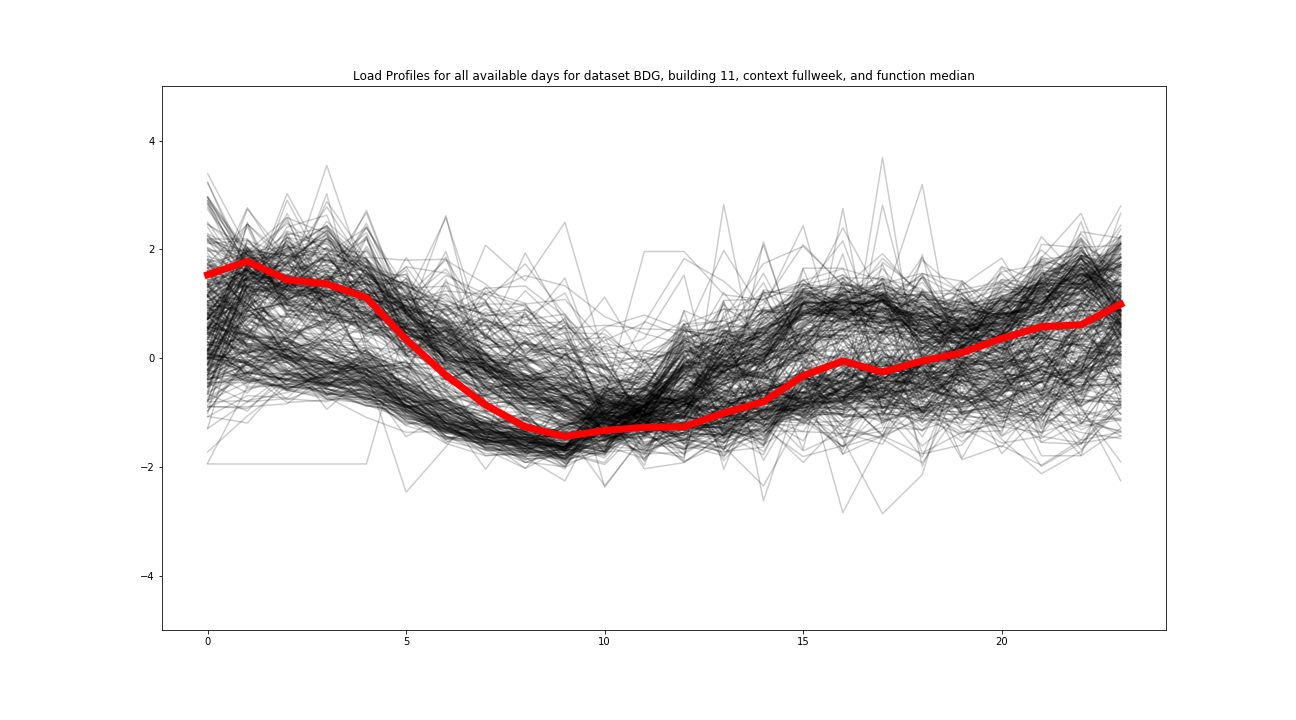 Load Profiles for all available days for dataset BDG, building 11, context fullweek, and function median
4
2
0
−2
−4
0 5 10 15 20